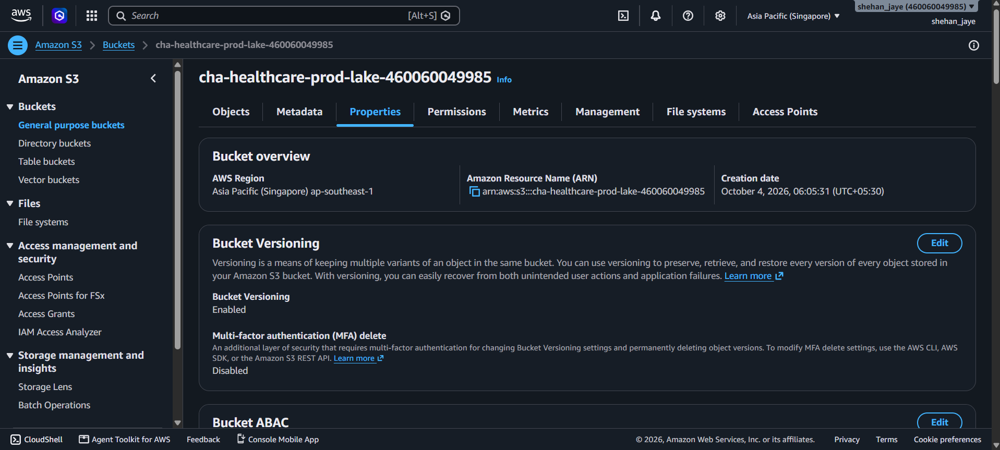 aws
Search
[Alt+S]
Asia Pacific (Singapore)
shehan_jaye (460060049985)
shehan_jaye
Amazon S3
Buckets
cha-healthcare-prod-lake-460060049985
Amazon S3
Buckets
General purpose buckets
Directory buckets
Table buckets
Vector buckets
Files
File systems
Access management and
security
Access Points
Access Points for FSx
Access Grants
IAM Access Analyzer
Storage management and
insights
Storage Lens
Batch Operations
cha-healthcare-prod-lake-460060049985 Info
Objects
Metadata
Properties
Permissions
Metrics
Management
File systems
Access Points
Bucket overview
AWS Region
Asia Pacific (Singapore) ap-southeast-1
Amazon Resource Name (ARN)
arn:aws:s3:::cha-healthcare-prod-lake-460060049985
Creation date
October 4, 2026, 06:05:31 (UTC+05:30)
Bucket Versioning
Edit
Versioning is a means of keeping multiple variants of an object in the same bucket. You can use versioning to preserve, retrieve, and restore every version of every object stored in
your Amazon S3 bucket. With versioning, you can easily recover from both unintended user actions and application failures. Learn more
Bucket Versioning
Enabled
Multi-factor authentication (MFA) delete
An additional layer of security that requires multi-factor authentication for changing Bucket Versioning settings and permanently deleting object versions. To modify MFA delete settings, use the AWS CLI, AWS
SDK, or the Amazon S3 REST API. Learn more
Disabled
Bucket ABAC
Edit
CloudShell
Agent Toolkit for AWS
Feedback
Console Mobile App
© 2026, Amazon Web Services, Inc. or its affiliates.
Privacy
Terms
Cookie preferences